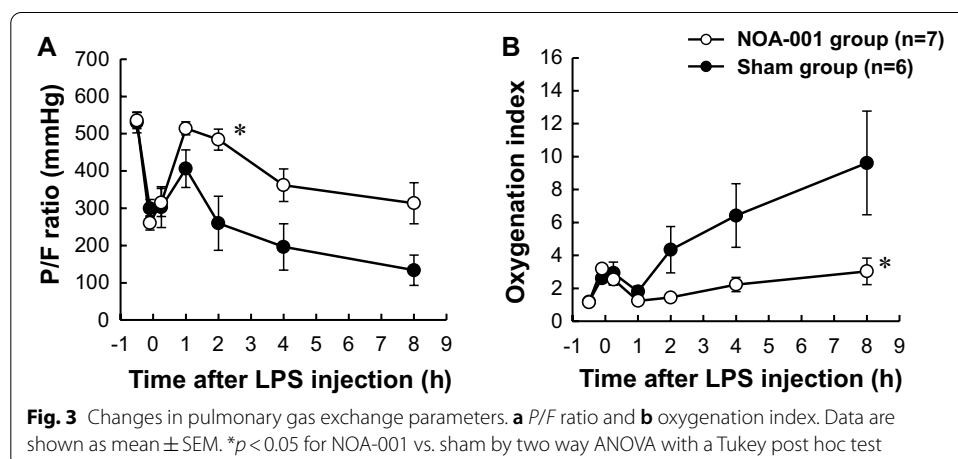 A
B
NOA-001 group (n=7)
Sham group (n=6)
P/F ratio (mmHg)
700
600
500
400
300
200
100
0
*
-1 0 1 2 3 4 5 6 7 8 9
Time after LPS injection (h)
Oxygenation index
16
14
12
10
8
6
4
2
0
*
-1 0 1 2 3 4 5 6 7 8 9
Time after LPS injection (h)
Fig. 3 Changes in pulmonary gas exchange parameters. a P/F ratio and b oxygenation index. Data are
shown as mean ± SEM. *p < 0.05 for NOA-001 vs. sham by two way ANOVA with a Tukey post hoc test